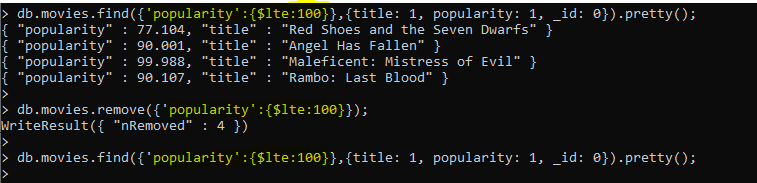 > db.movies.find({'popularity':{$lte:100}},{title: 1, popularity: 1, _id: 0}).pretty();
{ "popularity" : 77.104, "title" : "Red Shoes and the Seven Dwarfs" }
{ "popularity" : 90.001, "title" : "Angel Has Fallen" }
{ "popularity" : 99.988, "title" : "Maleficent: Mistress of Evil" }
{ "popularity" : 90.107, "title" : "Rambo: Last Blood" }
>
> db.movies.remove({'popularity':{$lte:100}});
WriteResult({ "nRemoved" : 4 })
>
> db.movies.find({'popularity':{$lte:100}},{title: 1, popularity: 1, _id: 0}).pretty();
>